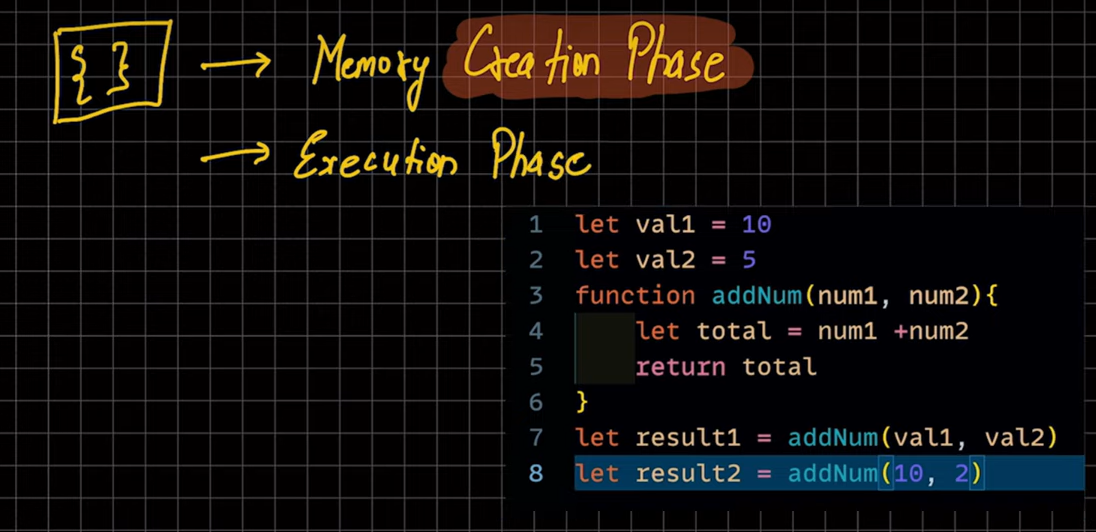 { } → Memory Creation Phase
→ Execution Phase
1 let val1 = 10
2 let val2 = 5
3 function addNum(num1, num2){
4 let total = num1 +num2
5 return total
6 }
7 let result1 = addNum(val1, val2)
8 let result2 = addNum(10, 2)